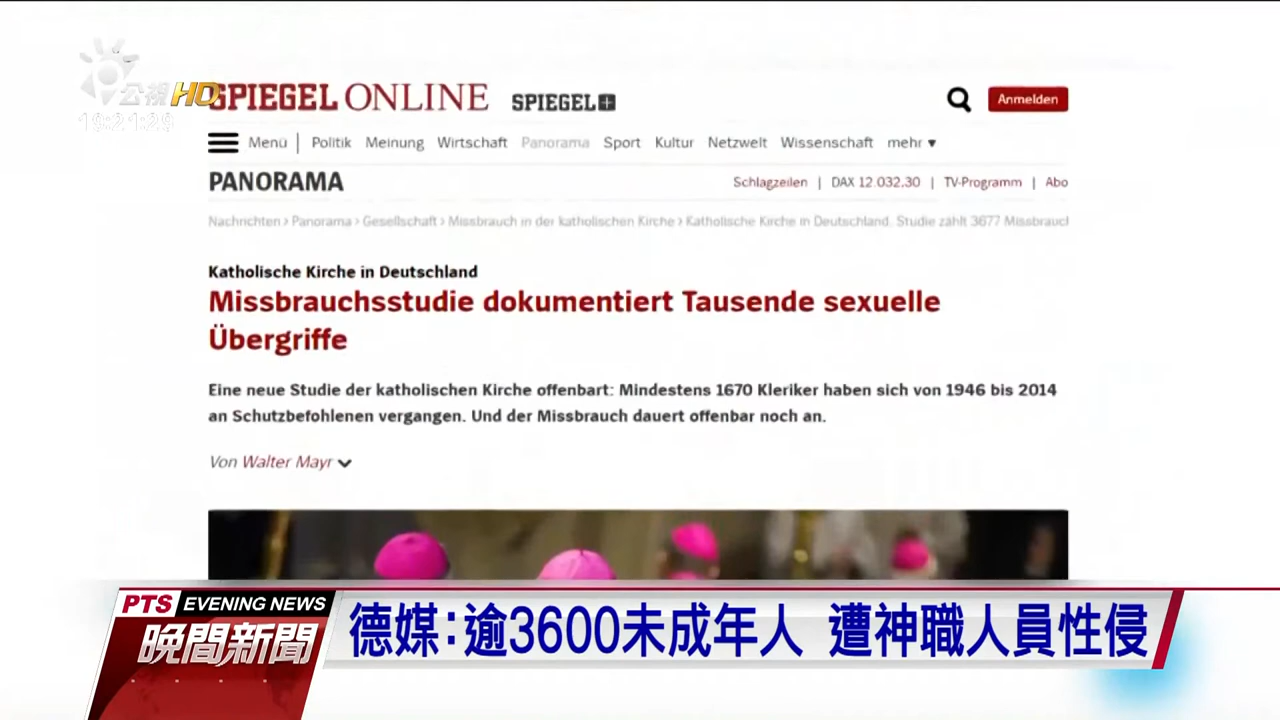 公視HD
19:21:29
SPIEGEL ONLINE SPIEGEL+
Anmelden
Menü | Politik Meinung Wirtschaft Panorama Sport Kultur Netzwelt Wissenschaft mehr ▼
PANORAMA
Schlagzeilen | DAX 12.032,30 | TV-Programm | Abo
Nachrichten > Panorama > Gesellschaft > Missbrauch in der katholischen Kirche > Katholische Kirche in Deutschland. Studie zählt 3677 Missbrauch
Katholische Kirche in Deutschland
Missbrauchsstudie dokumentiert Tausende sexuelle
Übergriffe
Eine neue Studie der katholischen Kirche offenbart: Mindestens 1670 Kleriker haben sich von 1946 bis 2014
an Schutzbefohlenen vergangen. Und der Missbrauch dauert offenbar noch an.
Von Walter Mayr
PTS EVENING NEWS
晚間新聞
德媒:逾3600未成年人 遭神職人員性侵